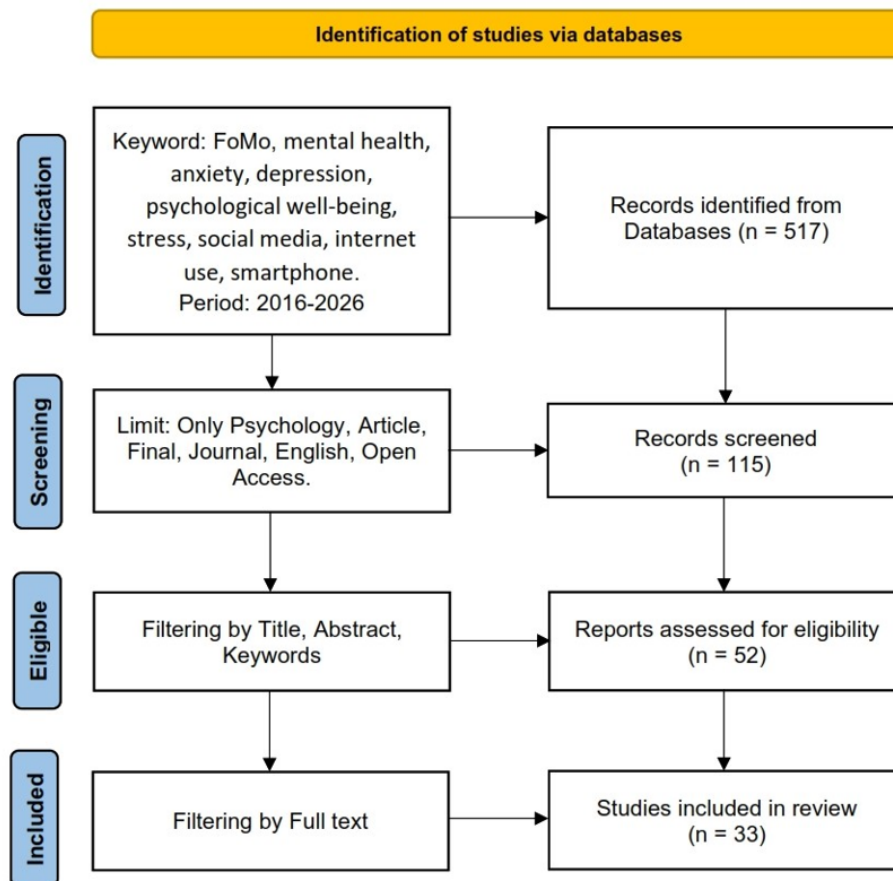 Identification of studies via databases
Identification
Keyword: FoMo, mental health,
anxiety, depression,
psychological well-being,
stress, social media, internet
use, smartphone.
Period: 2016-2026
Records identified from
Databases (n = 517)
Screening
Limit: Only Psychology, Article,
Final, Journal, English, Open
Access.
Records screened
(n = 115)
Eligible
Filtering by Title, Abstract,
Keywords
Reports assessed for eligibility
(n = 52)
Included
Filtering by Full text
Studies included in review
(n = 33)